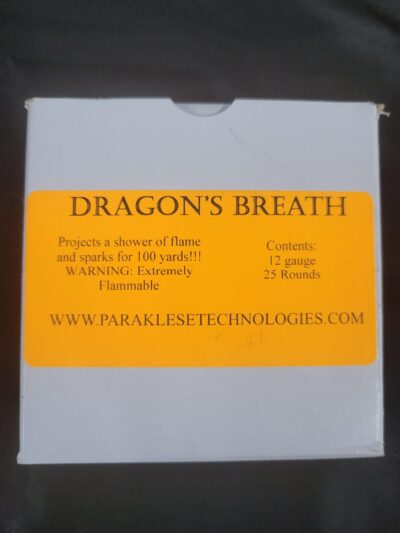 DRAGON'S BREATH
Projects a shower of flame
and sparks for 100 yards!!!
WARNING: Extremely
Flammable
Contents:
12 gauge
25 Rounds
WWW.PARAKLESETECHNOLOGIES.COM